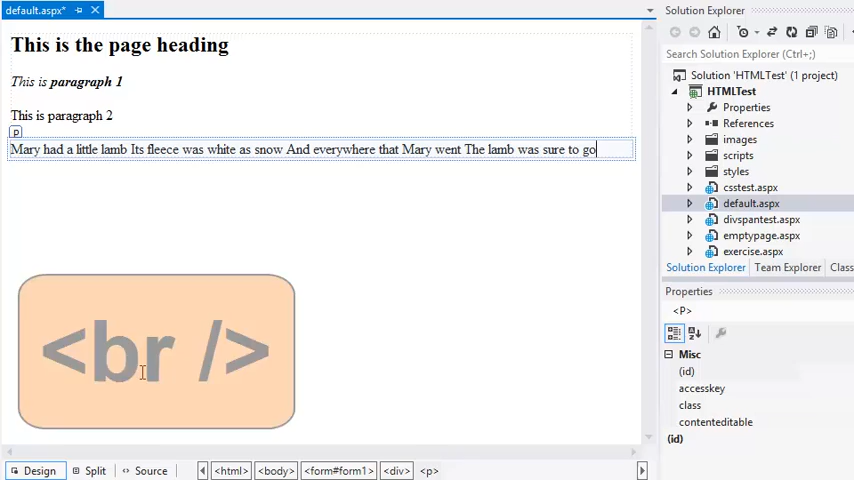 default.aspx*
This is the page heading
This is paragraph 1
This is paragraph 2
p
Mary had a little lamb Its fleece was white as snow And everywhere that Mary went The lamb was sure to go
<br />
Design
Split
Source
<html>
<body>
<form#form1>
<div>
<p>
Solution Explorer
Search Solution Explorer (Ctrl+;)
Solution 'HTMLTest' (1 project)
HTMLTest
Properties
References
images
scripts
styles
csstest.aspx
default.aspx
divspantest.aspx
emptypage.aspx
exercise.aspx
Solution Explorer
Team Explorer
Class
Properties
<P>
Misc
(id)
accesskey
class
contenteditable
(id)